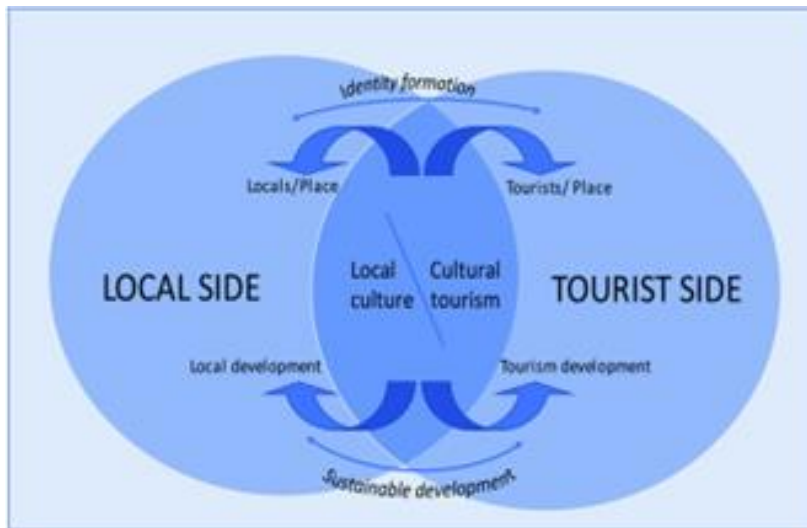 Identity formation
Locals/Place
Tourists/ Place
LOCAL SIDE
Local
culture
Cultural
tourism
TOURIST SIDE
Local development
Tourism development
Sustainable development